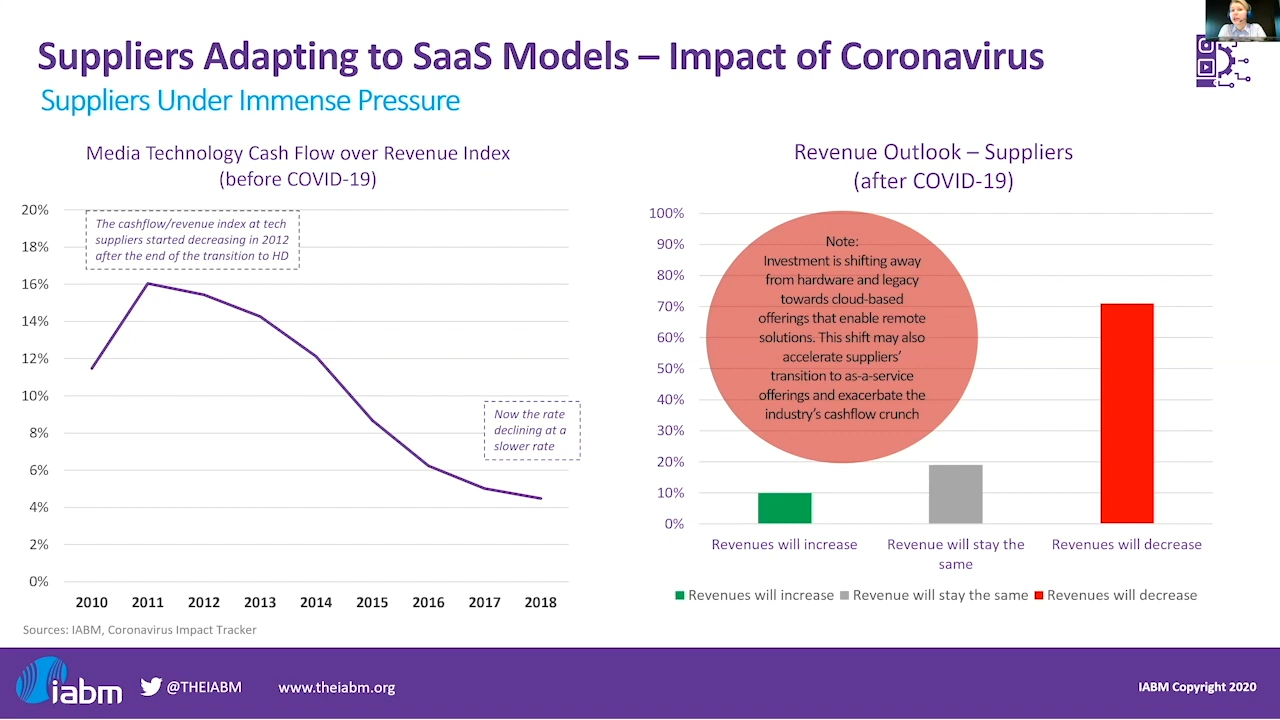 Suppliers Adapting to SaaS Models – Impact of Coronavirus
Suppliers Under Immense Pressure
Media Technology Cash Flow over Revenue Index
(before COVID-19)
20%
18%
16%
14%
12%
10%
8%
6%
4%
2%
0%
The cashflow/revenue index at tech
suppliers started decreasing in 2012
after the end of the transition to HD
Now the rate
declining at a
slower rate
2010 2011 2012 2013 2014 2015 2016 2017 2018
Sources: IABM, Coronavirus Impact Tracker
Revenue Outlook – Suppliers
(after COVID-19)
100%
90%
80%
70%
60%
50%
40%
30%
20%
10%
0%
Note:
Investment is shifting away
from hardware and legacy
towards cloud-based
offerings that enable remote
solutions. This shift may also
accelerate suppliers’
transition to as-a-service
offerings and exacerbate the
industry’s cashflow crunch
Revenues will increase
Revenue will stay the
same
Revenues will decrease
Revenues will increase Revenue will stay the same Revenues will decrease
iabm
@THEIABM
www.theiabm.org
IABM Copyright 2020